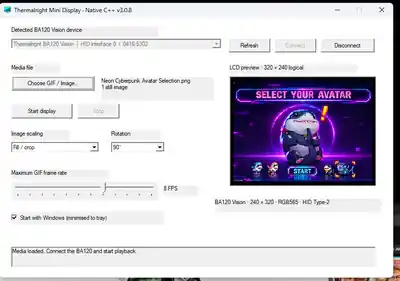 Thermalright Mini Display - Native C++ v3.0.8
Detected BA120 Vision device
Thermalright BA120 Vision | HID interface 0 | 0416:5302
Refresh
Connect
Disconnect
Media file
Choose GIF / Image...
Neon Cyberpunk Avatar Selection.png
1 still image
LCD preview · 320 × 240 logical
SELECT YOUR AVATAR
START
Start display
Stop
Image scaling
Rotation
Fill / crop
90°
Maximum GIF frame rate
8 FPS
BA120 Vision · 240 x 320 · RGB565 · HID Type-2
Start with Windows (minimised to tray)
Media loaded. Connect the BA120 and start playback.